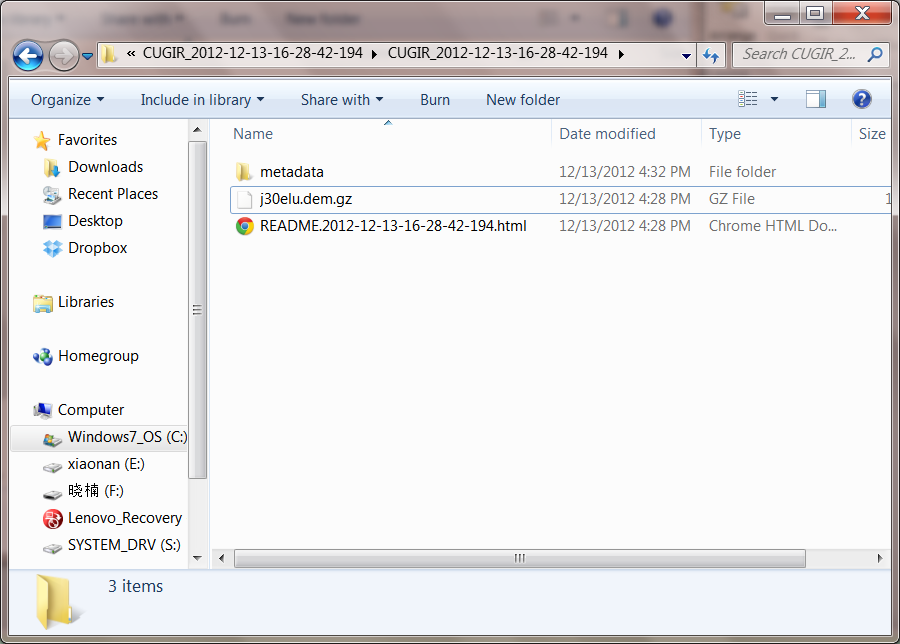 « CUGIR_2012-12-13-16-28-42-194 CUGIR_2012-12-13-16-28-42-194
Search CUGIR_2...
Organize Include in library Share with Burn New folder
Name Date modified Type Size
Favorites
Downloads
Recent Places
Desktop
Dropbox
Libraries
Homegroup
Computer
Windows7_OS (C:)
xiaonan (E:)
晓楠 (F:)
Lenovo_Recovery
SYSTEM_DRV (S:)
metadata 12/13/2012 4:32 PM File folder
j30elu.dem.gz 12/13/2012 4:28 PM GZ File 1
README.2012-12-13-16-28-42-194.html 12/13/2012 4:28 PM Chrome HTML Do...
3 items